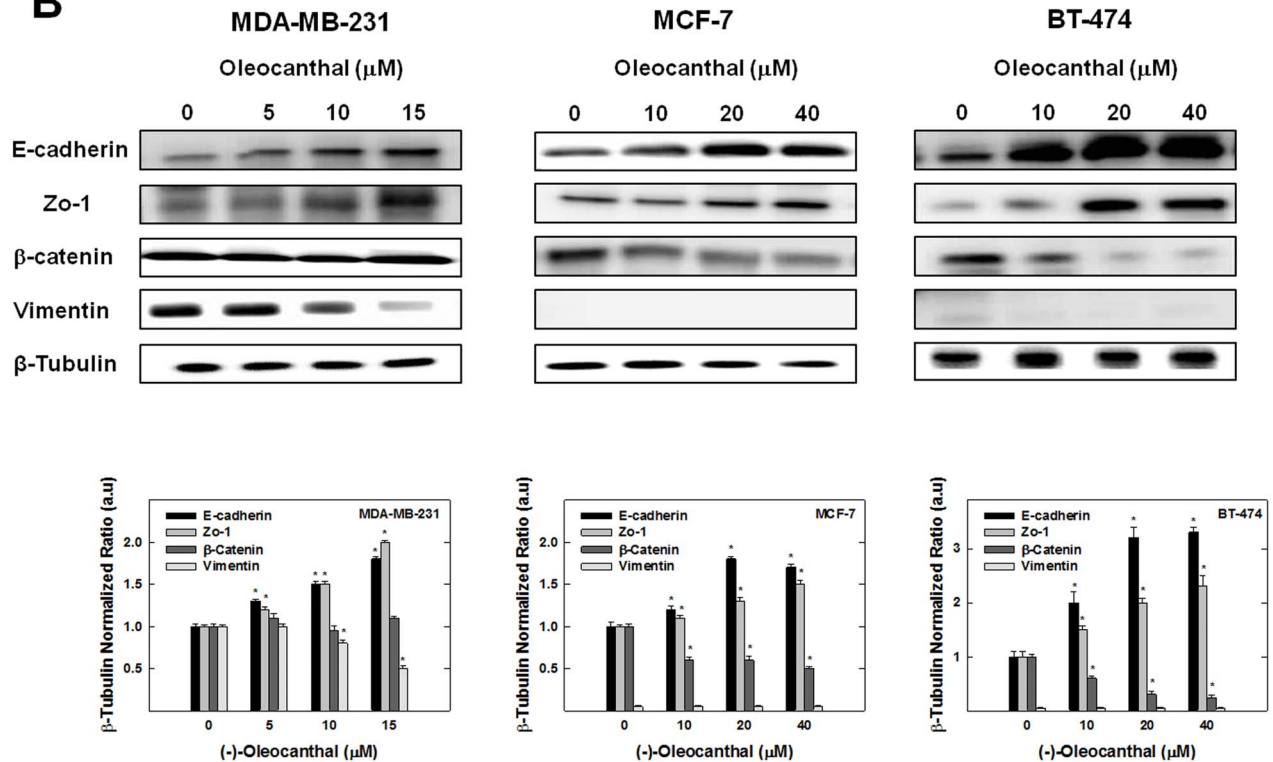 B
MDA-MB-231 MCF-7 BT-474
Oleocanthal (μM) Oleocanthal (μM) Oleocanthal (μM)
0 5 10 15 0 10 20 40 0 10 20 40
E-cadherin
Zo-1
β-catenin
Vimentin
β-Tubulin
β-Tubulin Normalized Ratio (a.u)
E-cadherin
Zo-1
β-Catenin
Vimentin
MDA-MB-231
2.0
1.5
1.0
0.5
* *
* * *
* * *
0 5 10 15
(-)-Oleocanthal (μM)
β-Tubulin Normalized Ratio (a.u)
E-cadherin
Zo-1
β-Catenin
Vimentin
MCF-7
2.0
1.5
1.0
0.5
* * *
* * *
* * *
0 10 20 40
(-)-Oleocanthal (μM)
β-Tubulin Normalized Ratio (a.u)
E-cadherin
Zo-1
β-Catenin
Vimentin
BT-474
3
2
1
* * *
* * *
* * *
0 10 20 40
(-)-Oleocanthal (μM)